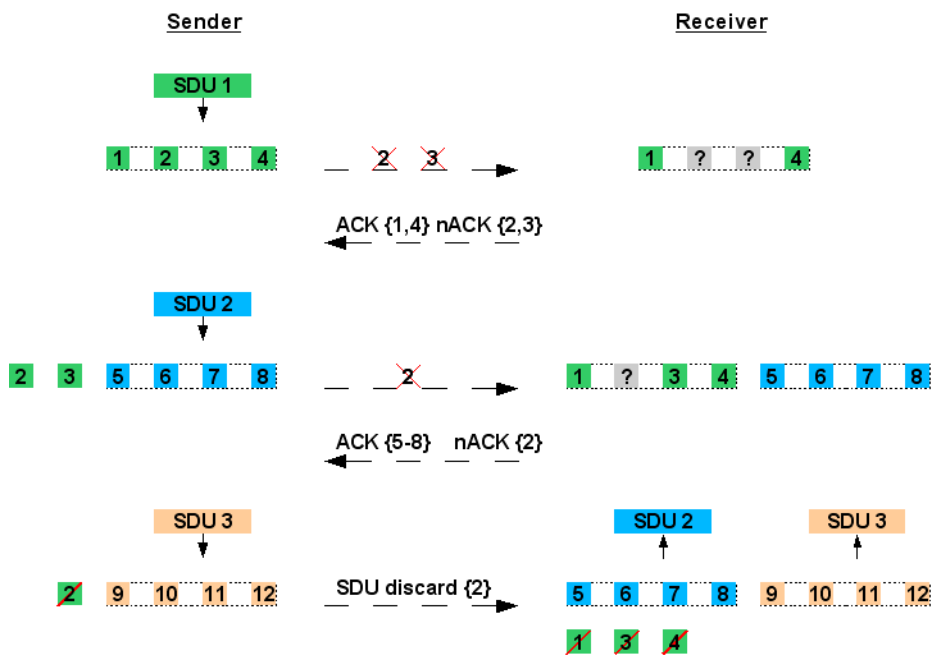 Sender Receiver
SDU 1
1 2 3 4 2 3 1 ? ? 4
ACK {1,4} nACK {2,3}
SDU 2
2 3 5 6 7 8 2 1 ? 3 4 5 6 7 8
ACK {5-8} nACK {2}
SDU 3 SDU 2 SDU 3
2 9 10 11 12 SDU discard {2} 5 6 7 8 9 10 11 12
1 3 4